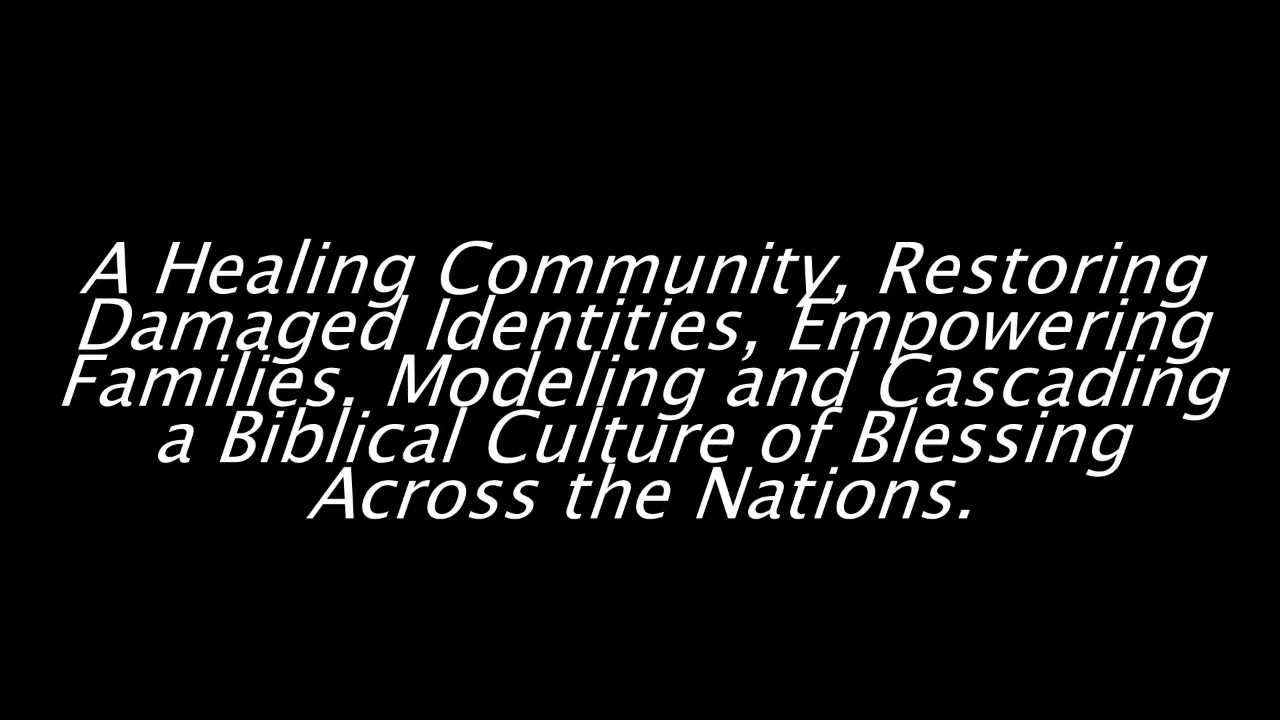 A Healing Community, Restoring
Damaged Identities, Empowering
Families. Modeling and Cascading
a Biblical Culture of Blessing
Across the Nations.